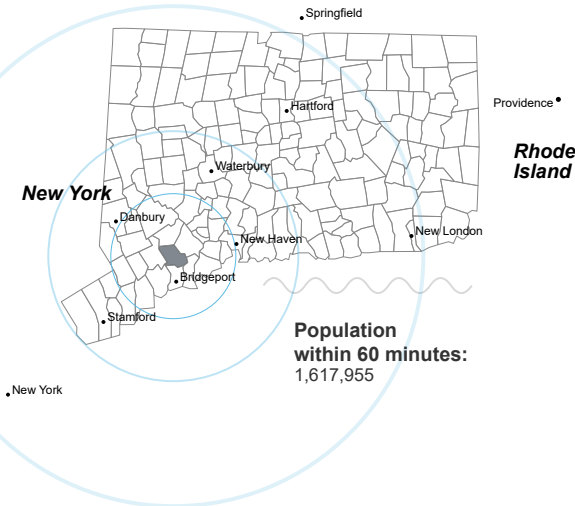 Springfield
Hartford
Providence
Rhode
Island
Waterbury
New York
Danbury
New Haven
New London
Bridgeport
Stamford
Population
within 60 minutes:
1,617,955
New York